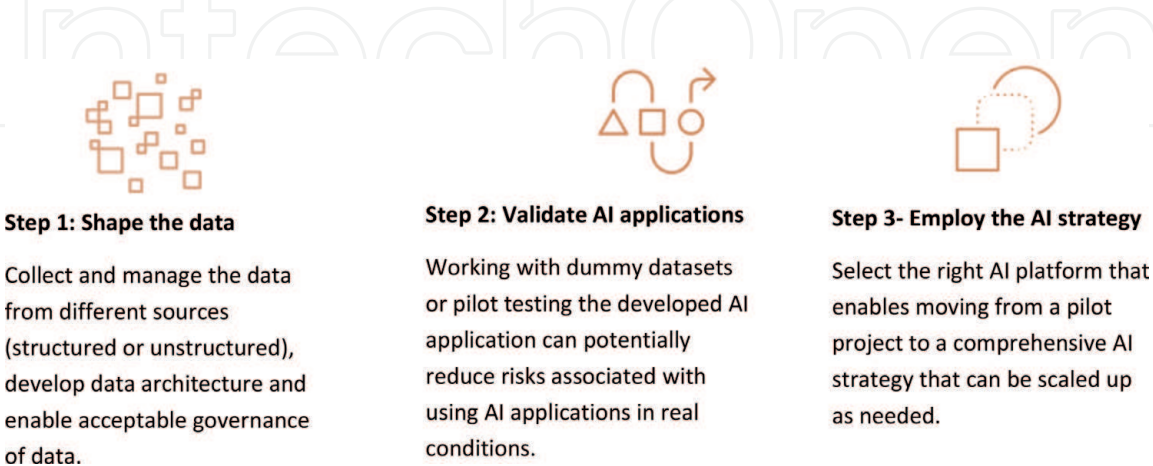 IntechOpen
Step 1: Shape the data
Collect and manage the data
from different sources
(structured or unstructured),
develop data architecture and
enable acceptable governance
of data.
Step 2: Validate AI applications
Working with dummy datasets
or pilot testing the developed AI
application can potentially
reduce risks associated with
using AI applications in real
conditions.
Step 3- Employ the AI strategy
Select the right AI platform that
enables moving from a pilot
project to a comprehensive AI
strategy that can be scaled up
as needed.